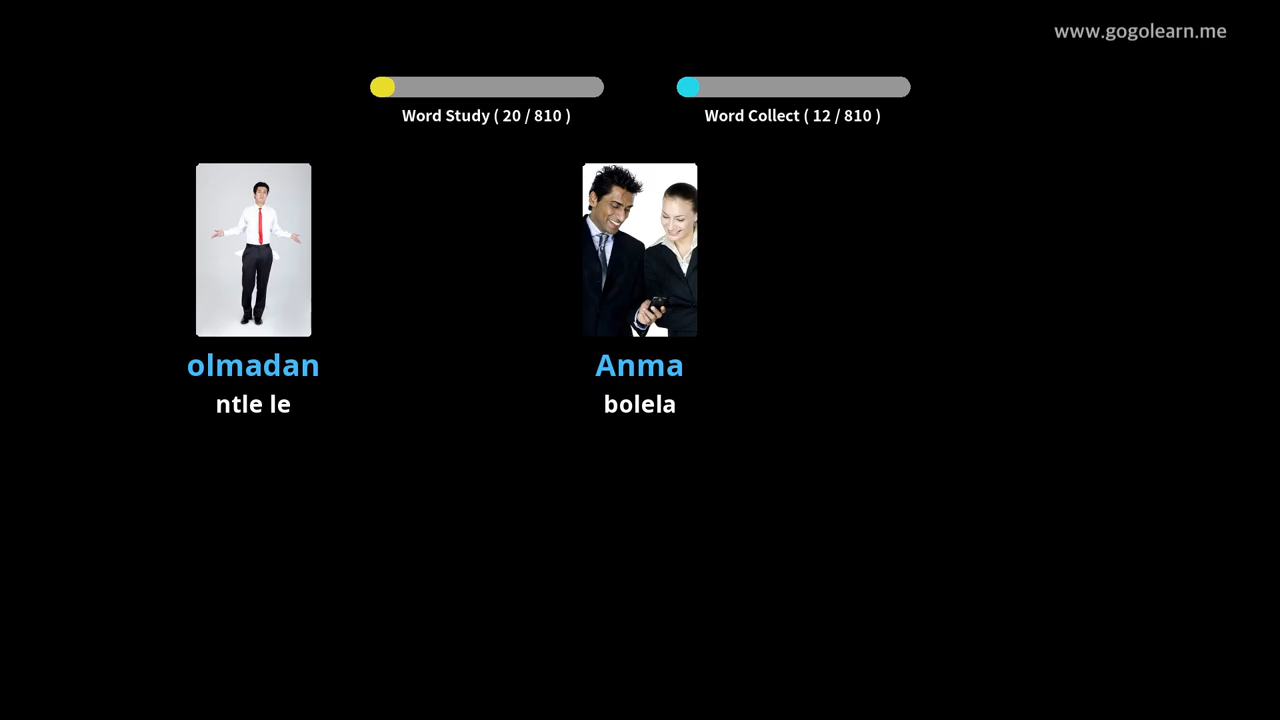 www.gogolearn.me
Word Study ( 20 / 810 )
Word Collect ( 12 / 810 )
olmadan
ntle le
Anma
bolela